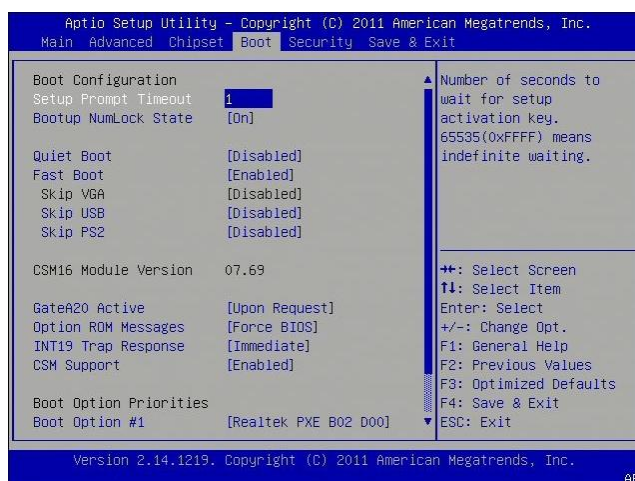 Aptio Setup Utility – Copyright (C) 2011 American Megatrends, Inc.
Main Advanced Chipset Boot Security Save & Exit
Boot Configuration
Setup Prompt Timeout 1
Bootup NumLock State [On]
Quiet Boot [Disabled]
Fast Boot [Enabled]
Skip VGA [Disabled]
Skip USB [Disabled]
Skip PS2 [Disabled]
CSM16 Module Version 07.69
GateA20 Active [Upon Request]
Option ROM Messages [Force BIOS]
INT19 Trap Response [Immediate]
CSM Support [Enabled]
Boot Option Priorities
Boot Option #1 [Realtek PXE B02 D00]
Number of seconds to
wait for setup
activation key.
65535(0xFFFF) means
indefinite waiting.
→←: Select Screen
↑↓: Select Item
Enter: Select
+/-: Change Opt.
F1: General Help
F2: Previous Values
F3: Optimized Defaults
F4: Save & Exit
ESC: Exit
Version 2.14.1219. Copyright (C) 2011 American Megatrends, Inc.